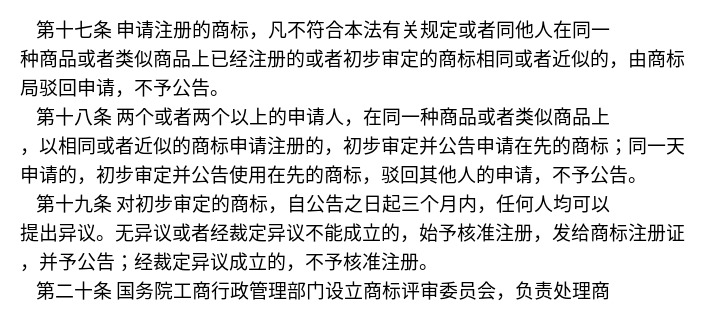 第十七条 申请注册的商标，凡不符合本法有关规定或者同他人在同一
种商品或者类似商品上已经注册的或者初步审定的商标相同或者近似的，由商标
局驳回申请，不予公告。
第十八条 两个或者两个以上的申请人，在同一种商品或者类似商品上
，以相同或者近似的商标申请注册的，初步审定并公告申请在先的商标；同一天
申请的，初步审定并公告使用在先的商标，驳回其他人的申请，不予公告。
第十九条 对初步审定的商标，自公告之日起三个月内，任何人均可以
提出异议。无异议或者经裁定异议不能成立的，始予核准注册，发给商标注册证
，并予公告；经裁定异议成立的，不予核准注册。
第二十条 国务院工商行政管理部门设立商标评审委员会，负责处理商